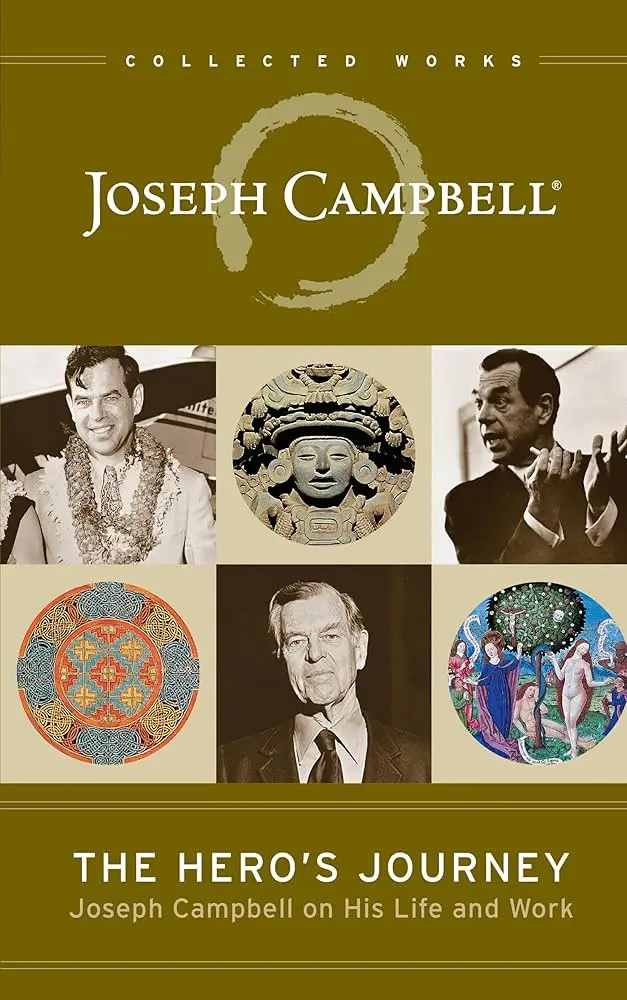 COLLECTED WORKS
JOSEPH CAMPBELL®
THE HERO'S JOURNEY
Joseph Campbell on His Life and Work